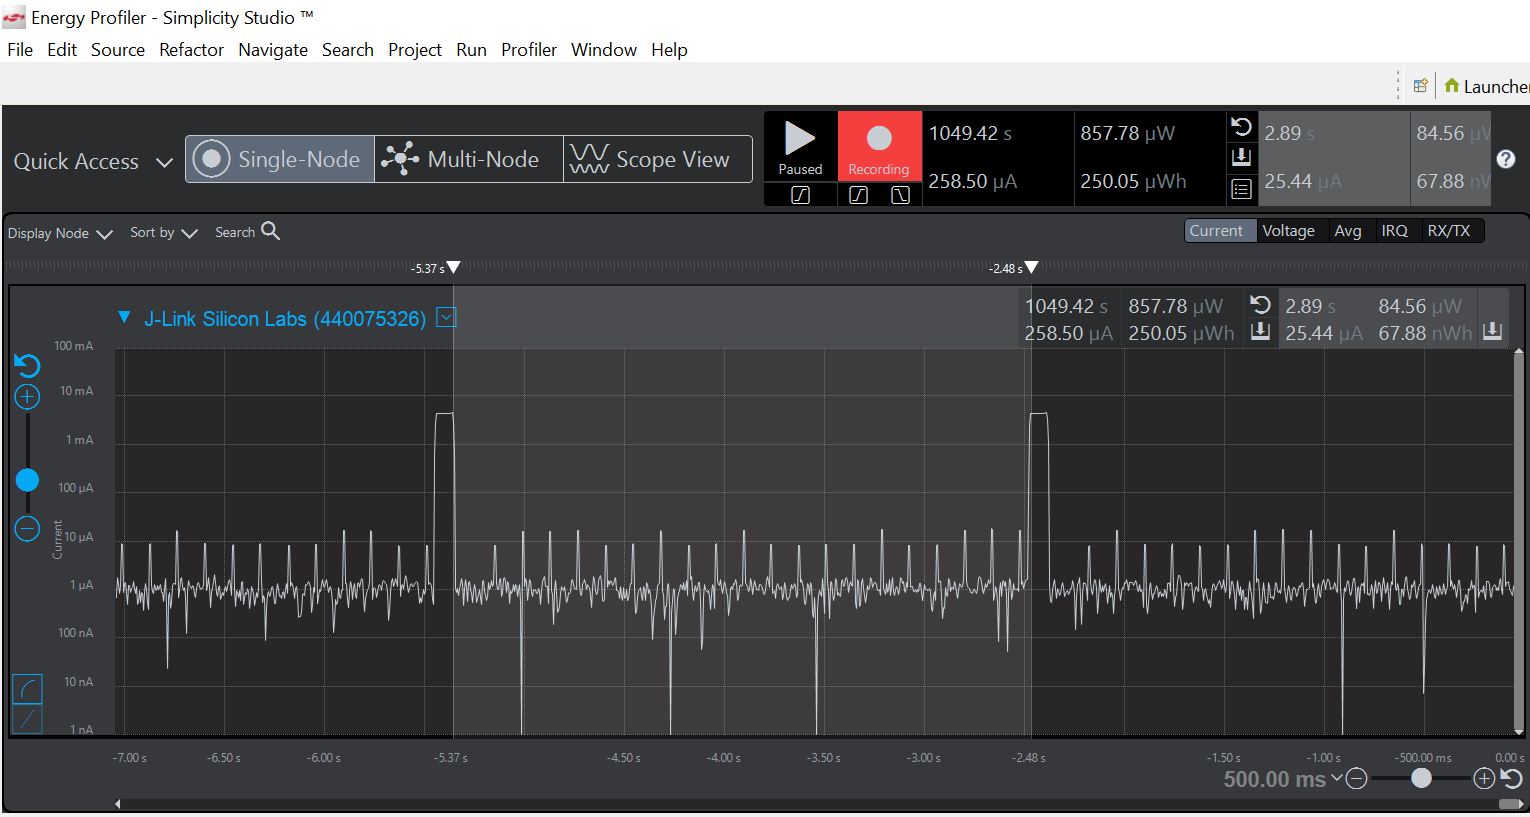 Energy Profiler - Simplicity Studio ™
File Edit Source Refactor Navigate Search Project Run Profiler Window Help
Launche
Quick Access
Single-Node
Multi-Node
Scope View
Paused
Recording
1049.42 s 857.78 µW
258.50 µA 250.05 µWh
2.89 s 84.56 µW
25.44 µA 67.88 nW
?
Display Node Sort by Search
Current Voltage Avg IRQ RX/TX
-5.37 s -2.48 s
J-Link Silicon Labs (440075326)
1049.42 s 857.78 µW 2.89 s 84.56 µW
258.50 µA 250.05 µWh 25.44 µA 67.88 nWh
100 mA
10 mA
1 mA
100 µA
10 µA
1 µA
100 nA
10 nA
1 nA
Current
-7.00 s -6.50 s -6.00 s -5.37 s -4.50 s -4.00 s -3.50 s -3.00 s -2.48 s -1.50 s -1.00 s -500.00 ms 0.00 s
500.00 ms